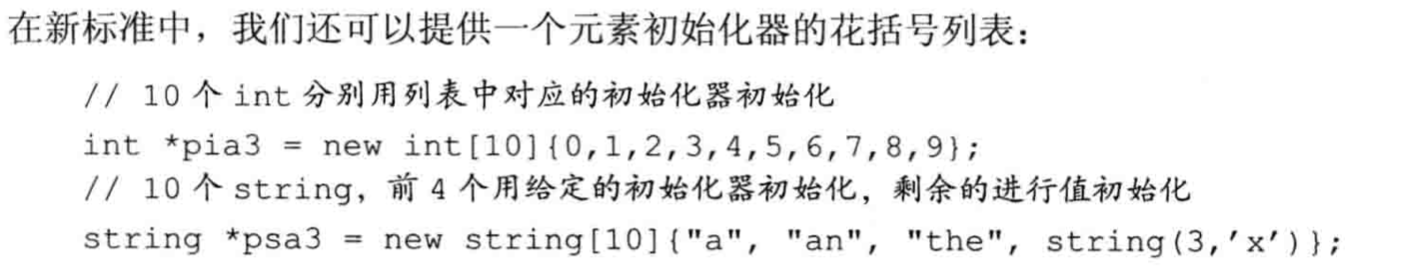 在新标准中，我们还可以提供一个元素初始化器的花括号列表：
// 10 个 int 分别用列表中对应的初始化器初始化
int *pia3 = new int[10]{0,1,2,3,4,5,6,7,8,9};
// 10 个 string，前 4 个用给定的初始化器初始化，剩余的进行值初始化
string *psa3 = new string[10]{"a", "an", "the", string(3,'x')};